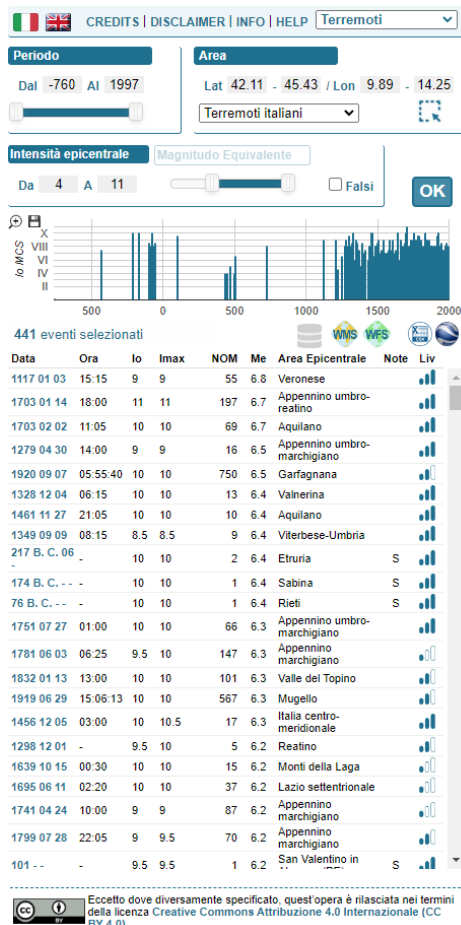 CREDITS | DISCLAIMER | INFO | HELP Terremoti
Periodo Area
Dal -760 Al 1997 Lat 42.11 - 45.43 / Lon 9.89 - 14.25
Terremoti italiani
Intensità epicentrale Magnitudo Equivalente
Da 4 A 11 Falsi OK
Io MCS
X
VIII
VI
IV
II
500 0 500 1000 1500 2000
441 eventi selezionati WMS WFS CSV
Data Ora Io Imax NOM Me Area Epicentrale Note Liv
1117 01 03 15:15 9 9 55 6.8 Veronese
1703 01 14 18:00 11 11 197 6.7 Appennino umbro-
reatino
1703 02 02 11:05 10 10 69 6.7 Aquilano
1279 04 30 14:00 9 9 16 6.5 Appennino umbro-
marchigiano
1920 09 07 05:55:40 10 10 750 6.5 Garfagnana
1328 12 04 06:15 10 10 13 6.4 Valnerina
1461 11 27 21:05 10 10 10 6.4 Aquilano
1349 09 09 08:15 8.5 8.5 9 6.4 Viterbese-Umbria
217 B. C. 06
- - 10 10 2 6.4 Etruria S
174 B. C. - - - 10 10 1 6.4 Sabina S
76 B. C. - - - 10 10 1 6.4 Rieti S
1751 07 27 01:00 10 10 66 6.3 Appennino umbro-
marchigiano
1781 06 03 06:25 9.5 10 147 6.3 Appennino
marchigiano
1832 01 13 13:00 10 10 101 6.3 Valle del Topino
1919 06 29 15:06:13 10 10 567 6.3 Mugello
1456 12 05 03:00 10 10.5 17 6.3 Italia centro-
meridionale
1298 12 01 - 9.5 10 5 6.2 Reatino
1639 10 15 00:30 10 10 15 6.2 Monti della Laga
1695 06 11 02:20 10 10 37 6.2 Lazio settentrionale
1741 04 24 10:00 9 9 87 6.2 Appennino
marchigiano
1799 07 28 22:05 9 9.5 70 6.2 Appennino
marchigiano
101 - - - 9.5 9.5 1 6.2 San Valentino in S
cc BY
Eccetto dove diversamente specificato, quest'opera è rilasciata nei termini
della licenza Creative Commons Attribuzione 4.0 Internazionale (CC
BY 4.0)